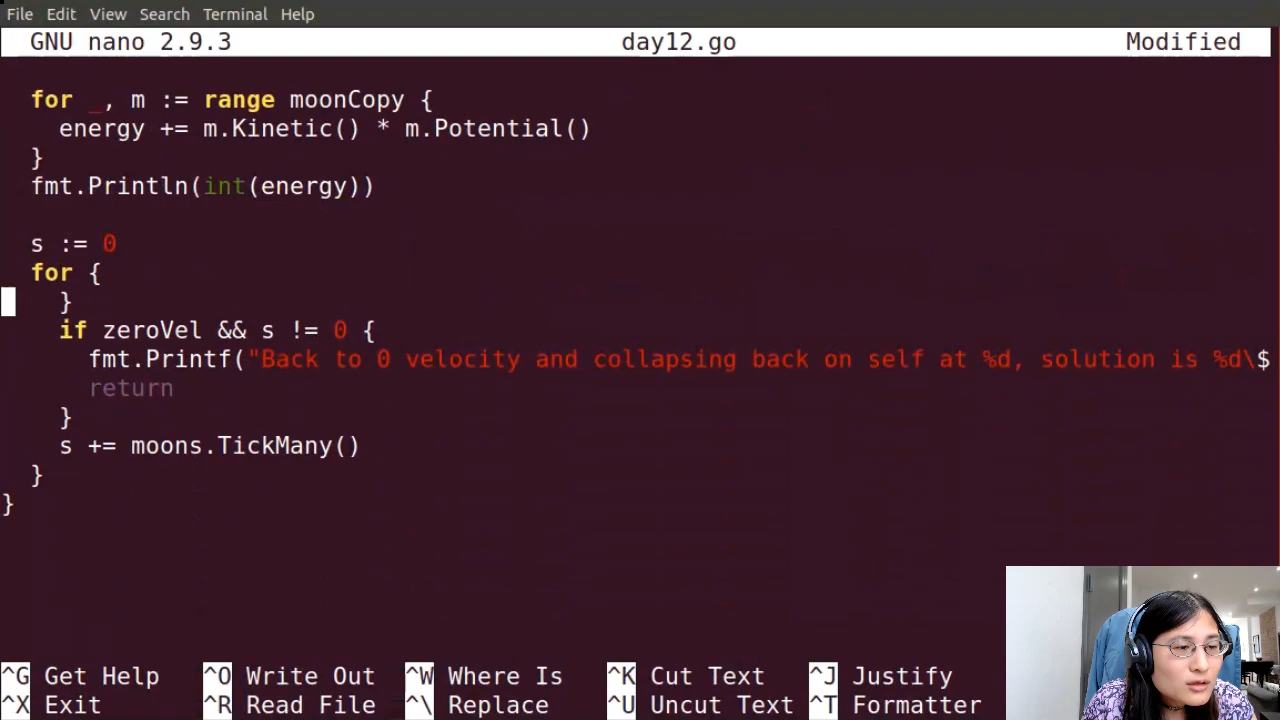 File Edit View Search Terminal Help
GNU nano 2.9.3 day12.go Modified
for _, m := range moonCopy {
energy += m.Kinetic() * m.Potential()
}
fmt.Println(int(energy))
s := 0
for {
}
if zeroVel && s != 0 {
fmt.Printf("Back to 0 velocity and collapsing back on self at %d, solution is %d\$
return
}
s += moons.TickMany()
}
}
^G Get Help ^O Write Out ^W Where Is ^K Cut Text ^J Justify
^X Exit ^R Read File ^\ Replace ^U Uncut Text ^T Formatter